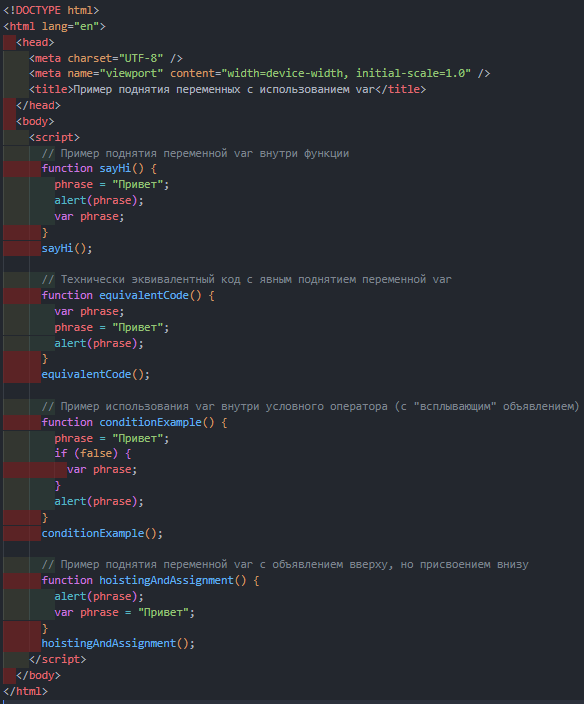 <!DOCTYPE html>
<html lang="en">
  <head>
    <meta charset="UTF-8" />
    <meta name="viewport" content="width=device-width, initial-scale=1.0" />
    <title>Пример поднятия переменных с использованием var</title>
  </head>
  <body>
    <script>
      // Пример поднятия переменной var внутри функции
      function sayHi() {
        phrase = "Привет";
        alert(phrase);
        var phrase;
      }
      sayHi();

      // Технически эквивалентный код с явным поднятием переменной var
      function equivalentCode() {
        var phrase;
        phrase = "Привет";
        alert(phrase);
      }
      equivalentCode();

      // Пример использования var внутри условного оператора (с "всплывающим" объявлением)
      function conditionExample() {
        phrase = "Привет";
        if (false) {
          var phrase;
        }
        alert(phrase);
      }
      conditionExample();

      // Пример поднятия переменной var с объявлением вверху, но присвоением внизу
      function hoistingAndAssignment() {
        alert(phrase);
        var phrase = "Привет";
      }
      hoistingAndAssignment();
    </script>
  </body>
</html>